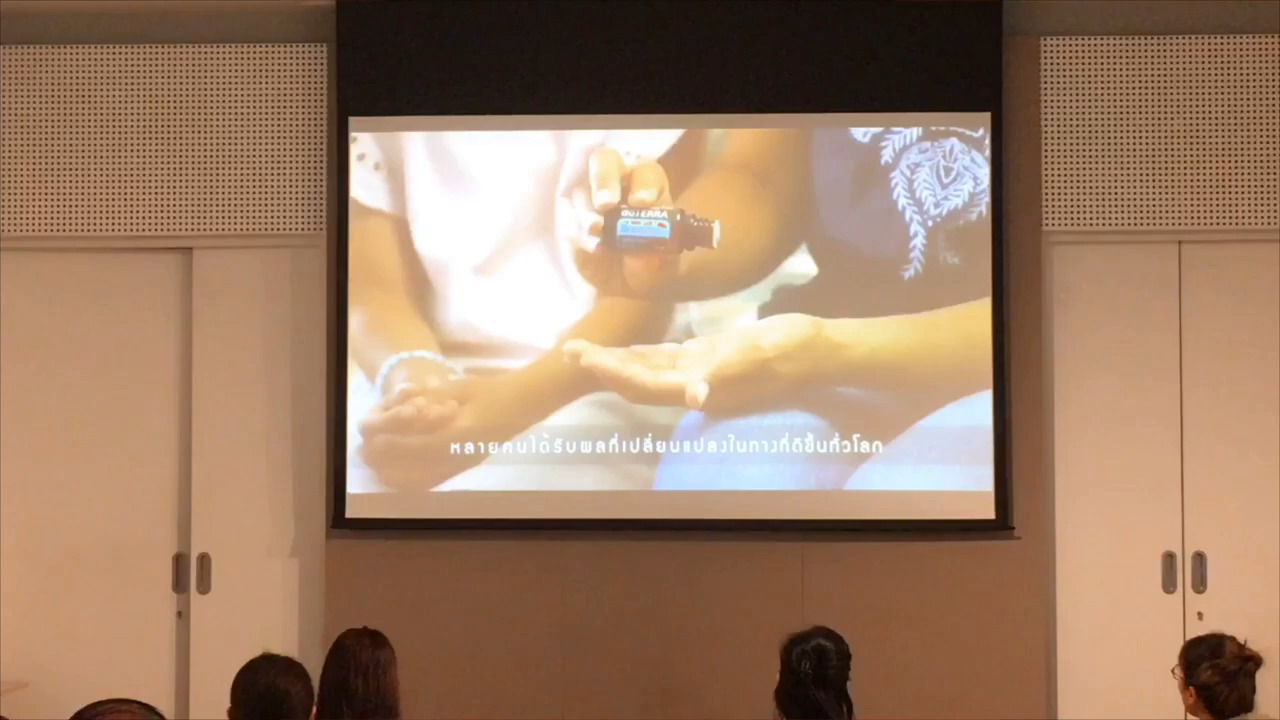 dōTERRA
หลายคนได้รับผลที่เปลี่ยนแปลงในทางที่ดีขึ้นทั่วโลก